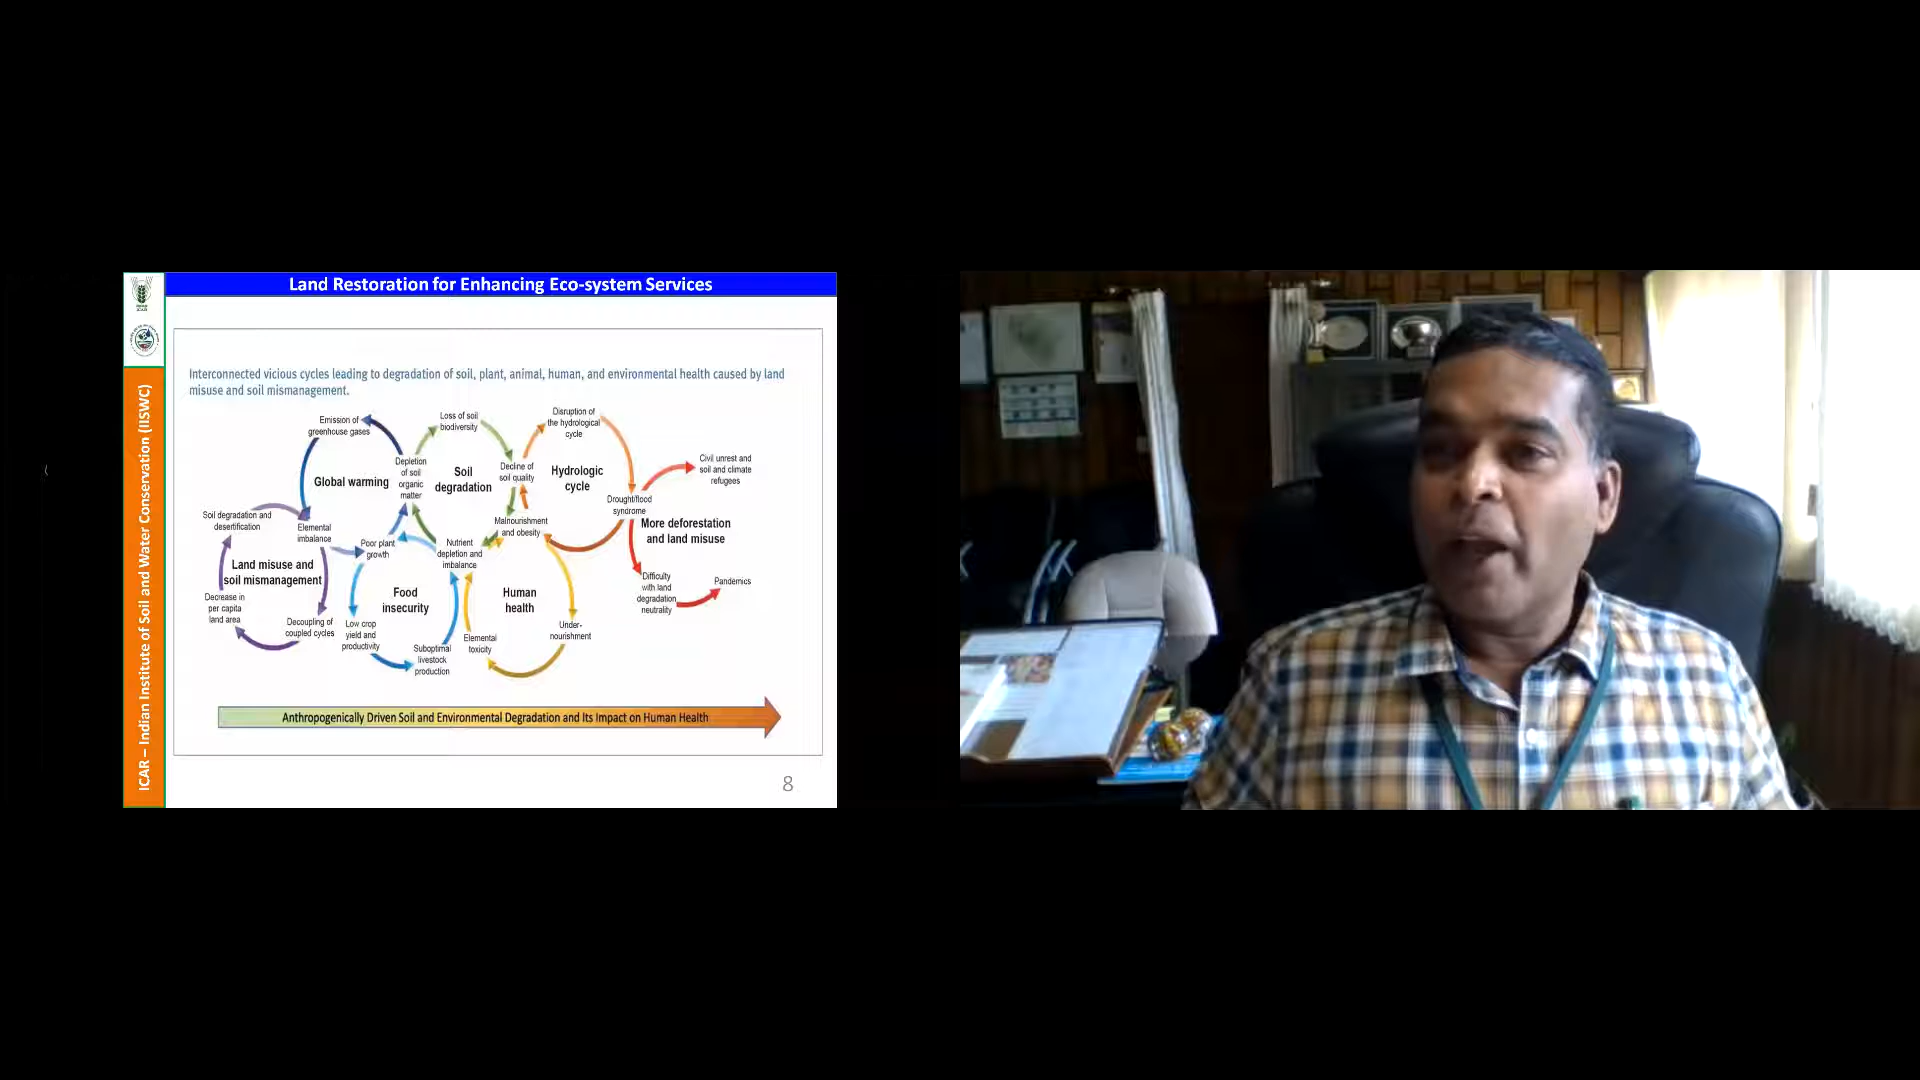 Land Restoration for Enhancing Eco-system Services
ICAR – Indian Institute of Soil and Water Conservation (IISWC)
Interconnected vicious cycles leading to degradation of soil, plant, animal, human, and environmental health caused by land
misuse and soil mismanagement.
Emission of
greenhouse gases
Loss of soil
biodiversity
Disruption of
the hydrological
cycle
Depletion
of soil
organic
matter
Global warming
Soil
degradation
Decline of
soil quality
Hydrologic
cycle
Civil unrest and
soil and climate
refugees
Drought/flood
syndrome
Soil degradation and
desertification
Elemental
imbalance
Malnourishment
and obesity
More deforestation
and land misuse
Poor plant
growth
Nutrient
depletion and
imbalance
Land misuse and
soil mismanagement
Food
insecurity
Human
health
Difficulty
with land
degradation
neutrality
Pandemics
Decrease in
per capita
land area
Decoupling of
coupled cycles
Low crop
yield and
productivity
Under-
nourishment
Elemental
toxicity
Suboptimal
livestock
production
Anthropogenically Driven Soil and Environmental Degradation and Its Impact on Human Health
8